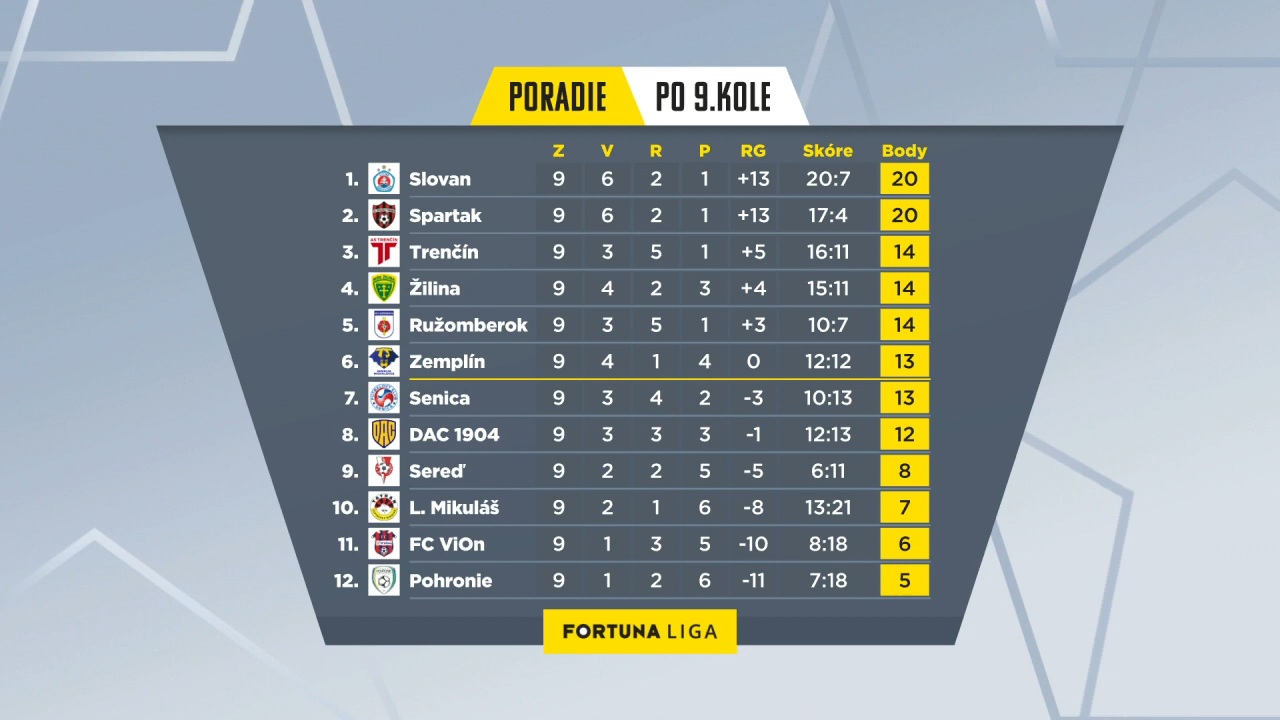 PORADIE PO 9.KOLE
Z V R P RG Skóre Body
1. Slovan 9 6 2 1 +13 20:7 20
2. Spartak 9 6 2 1 +13 17:4 20
AS TRENČÍN
3. Trenčín 9 3 5 1 +5 16:11 14
4. Žilina 9 4 2 3 +4 15:11 14
5. Ružomberok 9 3 5 1 +3 10:7 14
6. Zemplín 9 4 1 4 0 12:12 13
7. Senica 9 3 4 2 -3 10:13 13
8. DAC DAC 1904 9 3 3 3 -1 12:13 12
9. Sereď 9 2 2 5 -5 6:11 8
10. L. Mikuláš 9 2 1 6 -8 13:21 7
11. FC ViOn 9 1 3 5 -10 8:18 6
12. Pohronie 9 1 2 6 -11 7:18 5
FORTUNA LIGA